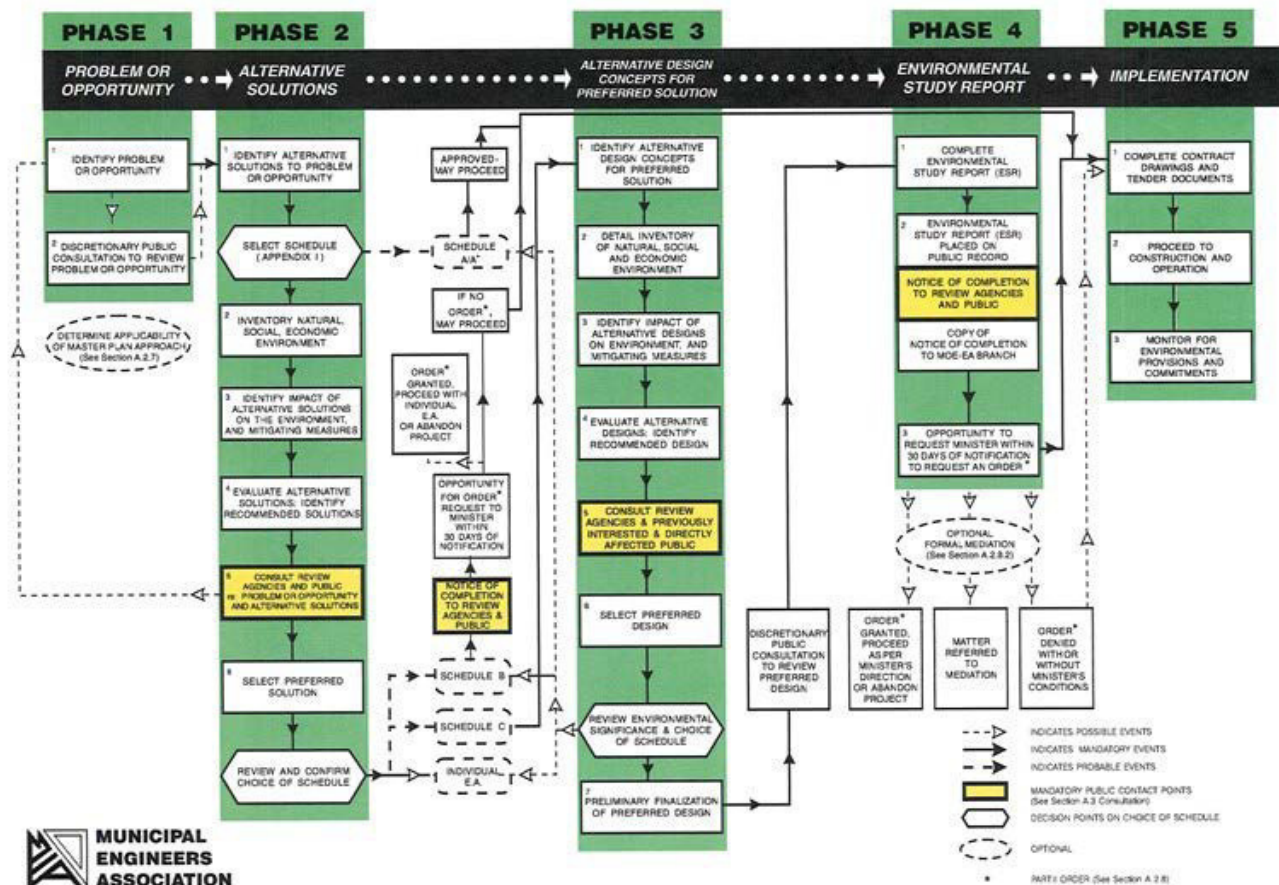 PHASE 1
PHASE 2
PHASE 3
PHASE 4
PHASE 5
PROBLEM OR
OPPORTUNITY
ALTERNATIVE
SOLUTIONS
ALTERNATIVE DESIGN
CONCEPTS FOR
PREFERRED SOLUTION
ENVIRONMENTAL
STUDY REPORT
IMPLEMENTATION
1
IDENTIFY PROBLEM
OR OPPORTUNITY
2
DISCRETIONARY PUBLIC
CONSULTATION TO REVIEW
PROBLEM OR OPPORTUNITY
DETERMINE APPLICABILITY
OF MASTER PLAN APPROACH
(See Section A.2.7)
1
IDENTIFY ALTERNATIVE
SOLUTIONS TO PROBLEM
OR OPPORTUNITY
SELECT SCHEDULE
(APPENDIX I)
2
INVENTORY NATURAL,
SOCIAL, ECONOMIC
ENVIRONMENT
3
IDENTIFY IMPACT OF
ALTERNATIVE SOLUTIONS
ON THE ENVIRONMENT,
AND MITIGATING MEASURES
4
EVALUATE ALTERNATIVE
SOLUTIONS: IDENTIFY
RECOMMENDED SOLUTIONS
5
CONSULT REVIEW
AGENCIES AND PUBLIC
re: PROBLEM OR OPPORTUNITY
AND ALTERNATIVE SOLUTIONS
6
SELECT PREFERRED
SOLUTION
REVIEW AND CONFIRM
CHOICE OF SCHEDULE
APPROVED-
MAY PROCEED
SCHEDULE
A/A+
IF NO
ORDER*,
MAY PROCEED
ORDER*
GRANTED,
PROCEED WITH
INDIVIDUAL
E.A.
OR ABANDON
PROJECT
OPPORTUNITY
FOR ORDER*
REQUEST TO
MINISTER
WITHIN
30 DAYS OF
NOTIFICATION
NOTICE OF
COMPLETION
TO REVIEW
AGENCIES &
PUBLIC
SCHEDULE B
SCHEDULE C
INDIVIDUAL
E.A.
1
IDENTIFY ALTERNATIVE
DESIGN CONCEPTS
FOR PREFERRED
SOLUTION
2
DETAIL INVENTORY
OF NATURAL, SOCIAL
AND ECONOMIC
ENVIRONMENT
3
IDENTIFY IMPACT OF
ALTERNATIVE DESIGNS
ON ENVIRONMENT, AND
MITIGATING MEASURES
4
EVALUATE ALTERNATIVE
DESIGNS: IDENTIFY
RECOMMENDED DESIGN
5
CONSULT REVIEW
AGENCIES & PREVIOUSLY
INTERESTED & DIRECTLY
AFFECTED PUBLIC
6
SELECT PREFERRED
DESIGN
REVIEW ENVIRONMENTAL
SIGNIFICANCE & CHOICE
OF SCHEDULE
7
PRELIMINARY FINALIZATION
OF PREFERRED DESIGN
DISCRETIONARY
PUBLIC
CONSULTATION
TO REVIEW
PREFERRED
DESIGN
1
COMPLETE
ENVIRONMENTAL
STUDY REPORT (ESR)
2
ENVIRONMENTAL
STUDY REPORT (ESR)
PLACED ON
PUBLIC RECORD
NOTICE OF COMPLETION
TO REVIEW AGENCIES
AND PUBLIC
COPY OF
NOTICE OF COMPLETION
TO MOE-EA BRANCH
3
OPPORTUNITY TO
REQUEST MINISTER WITHIN
30 DAYS OF NOTIFICATION
TO REQUEST AN ORDER*
OPTIONAL
FORMAL MEDIATION
(See Section A.2.8.2)
ORDER*
GRANTED,
PROCEED
AS PER
MINISTER'S
DIRECTION
OR ABANDON
PROJECT
MATTER
REFERRED
TO
MEDIATION
ORDER*
DENIED
WITH OR
WITHOUT
MINISTER'S
CONDITIONS
1
COMPLETE CONTRACT
DRAWINGS AND
TENDER DOCUMENTS
2
PROCEED TO
CONSTRUCTION AND
OPERATION
3
MONITOR FOR
ENVIRONMENTAL
PROVISIONS AND
COMMITMENTS
INDICATES POSSIBLE EVENTS
INDICATES MANDATORY EVENTS
INDICATES PROBABLE EVENTS
MANDATORY PUBLIC CONTACT POINTS
(See Section A.3 Consultation)
DECISION POINTS ON CHOICE OF SCHEDULE
OPTIONAL
* PART II ORDER (See Section A.2.8)
MUNICIPAL
ENGINEERS
ASSOCIATION